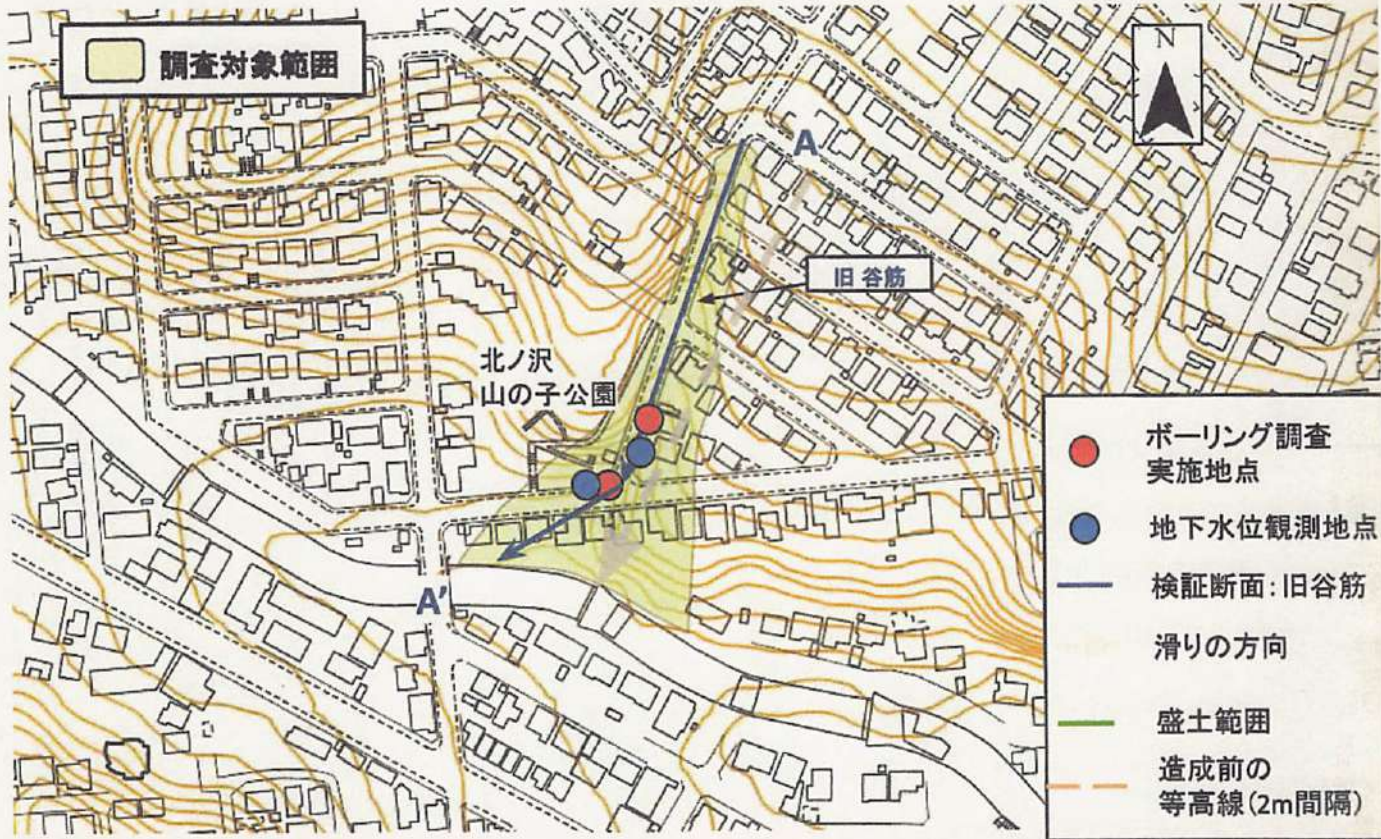 調査対象範囲
N
A
旧谷筋
北ノ沢
山の子公園
A'
ボーリング調査
実施地点
地下水位観測地点
検証断面:旧谷筋
滑りの方向
盛土範囲
造成前の
等高線(2m間隔)